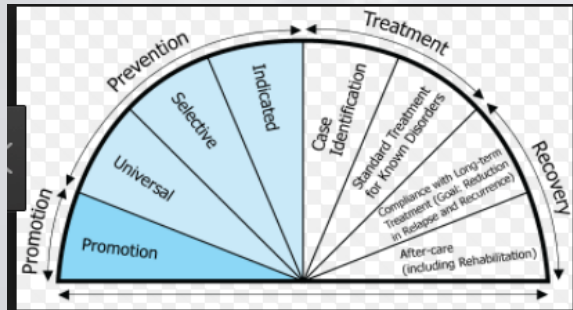 Promotion
Prevention
Treatment
Recovery
Promotion
Universal
Selective
Indicated
Case
Identification
Standard Treatment
for Known Disorders
Compliance with Long-term
Treatment (Goal: Reduction
in Relapse and Recurrence)
After-care
(including Rehabilitation)